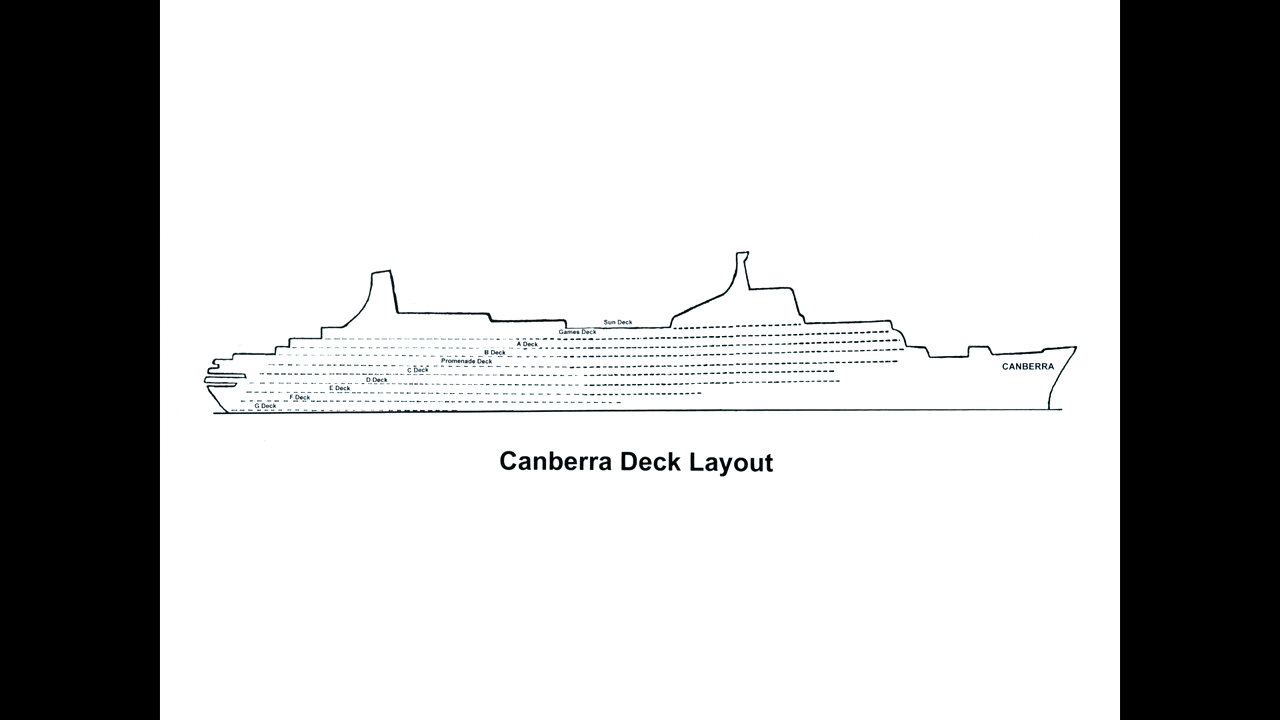 Sun Deck
Games Deck
A Deck
B Deck
Promenade Deck
C Deck
CANBERRA
D Deck
E Deck
F Deck
G Deck
Canberra Deck Layout